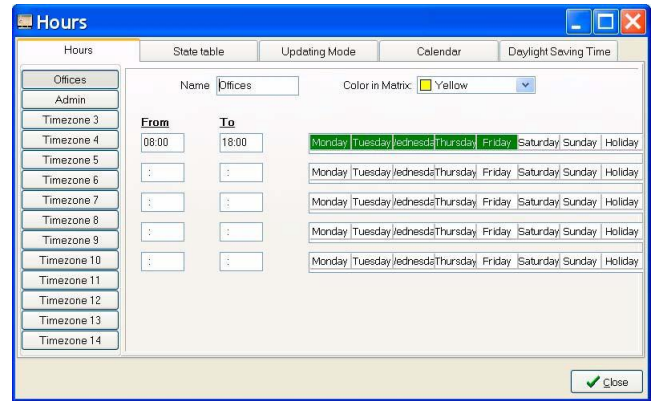 Hours
Hours State table Updating Mode Calendar Daylight Saving Time
Offices
Admin
Timezone 3
Timezone 4
Timezone 5
Timezone 6
Timezone 7
Timezone 8
Timezone 9
Timezone 10
Timezone 11
Timezone 12
Timezone 13
Timezone 14
Name Offices Color in Matrix: Yellow
From To
08:00 18:00 Monday Tuesday Wednesda Thursday Friday Saturday Sunday Holiday
: : Monday Tuesday Wednesda Thursday Friday Saturday Sunday Holiday
: : Monday Tuesday Wednesda Thursday Friday Saturday Sunday Holiday
: : Monday Tuesday Wednesda Thursday Friday Saturday Sunday Holiday
: : Monday Tuesday Wednesda Thursday Friday Saturday Sunday Holiday
Close